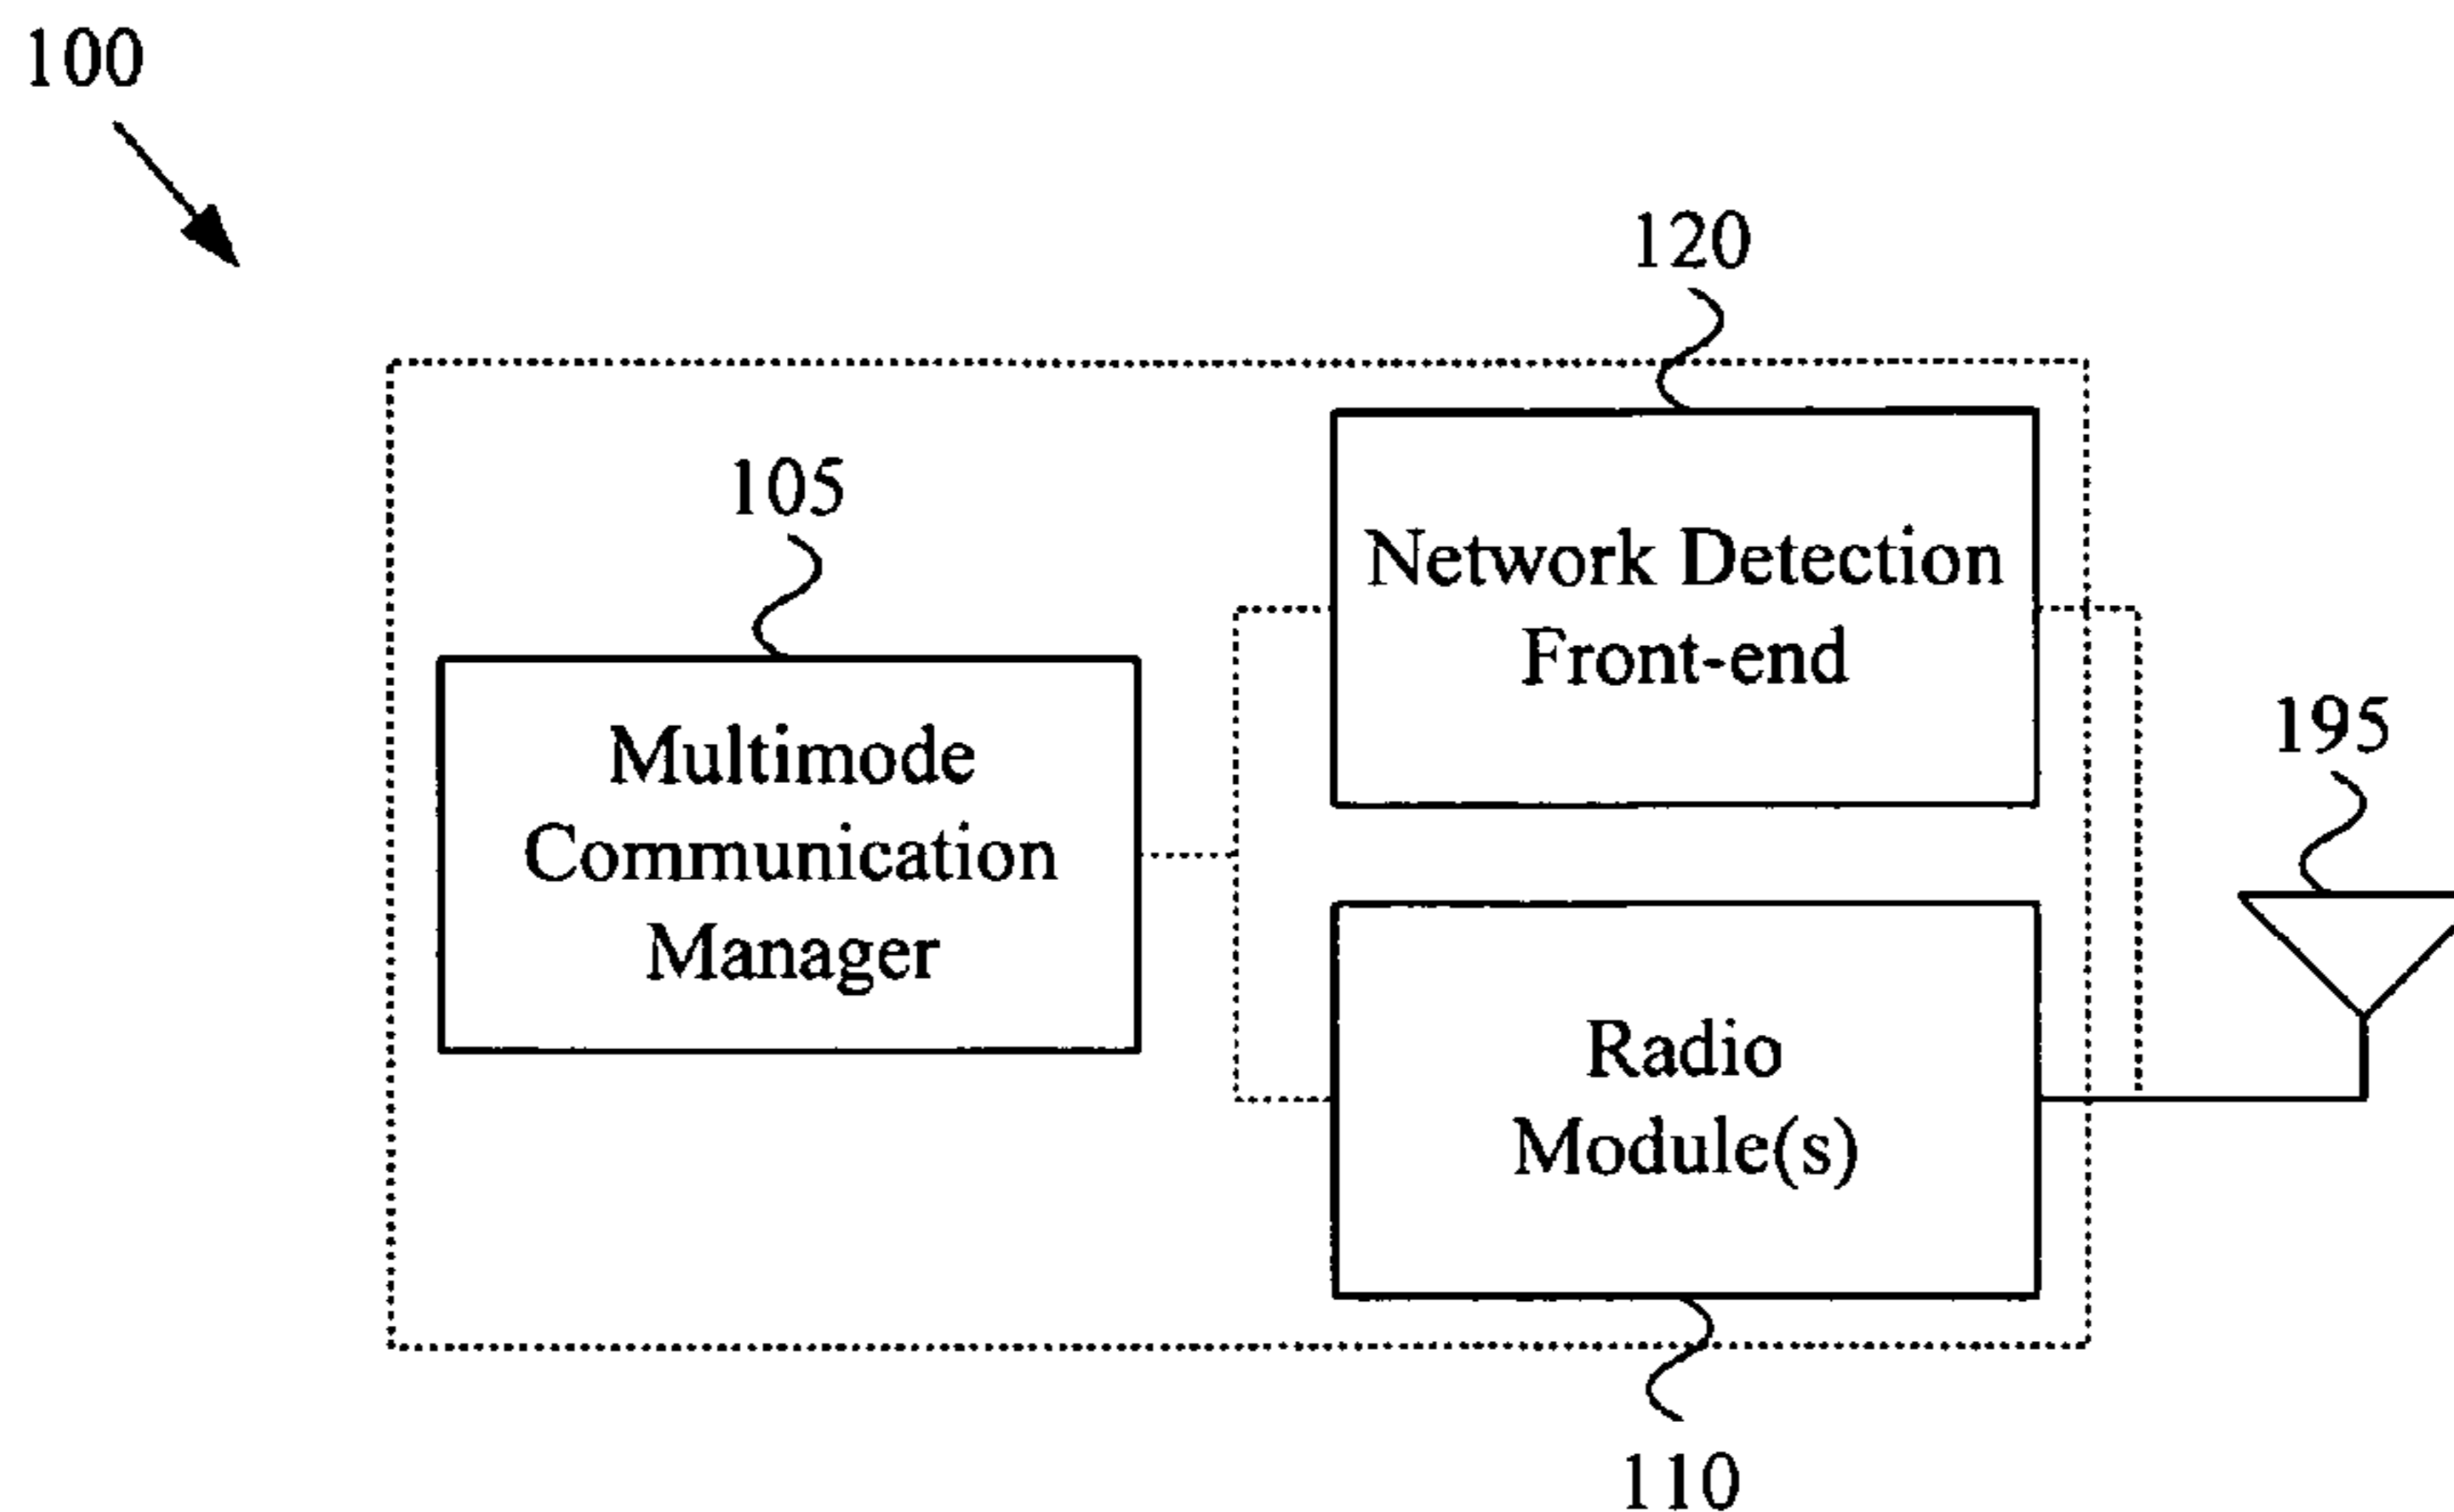 100
120
Network Detection
Front-end
105
Multimode
Communication
Manager
195
Radio
Module(s)
110